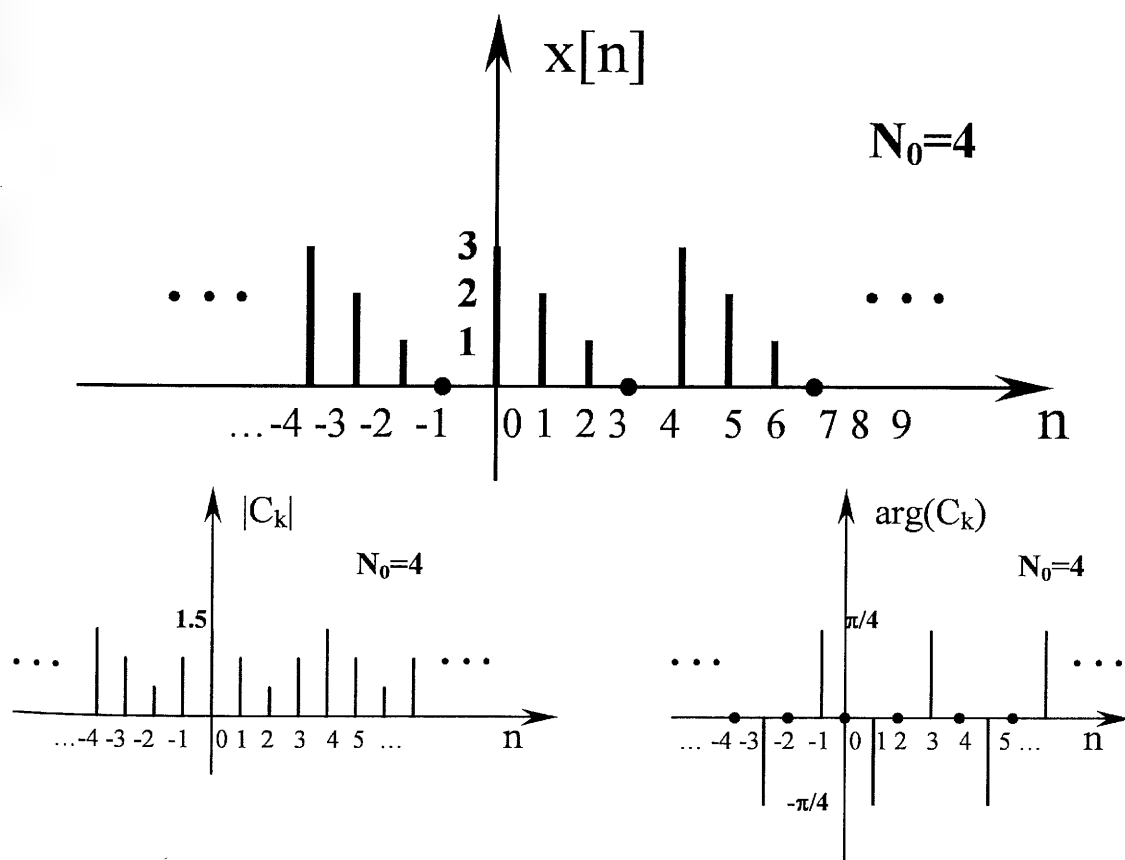 x[n]
N₀=4
3
2
1
...-4 -3 -2 -1 0 1 2 3 4 5 6 7 8 9 n
|Cₖ|
N₀=4
1.5
...-4 -3 -2 -1 0 1 2 3 4 5 ... n
arg(Cₖ)
N₀=4
π/4
... -4 -3 -2 -1 0 1 2 3 4 5 ... n
-π/4